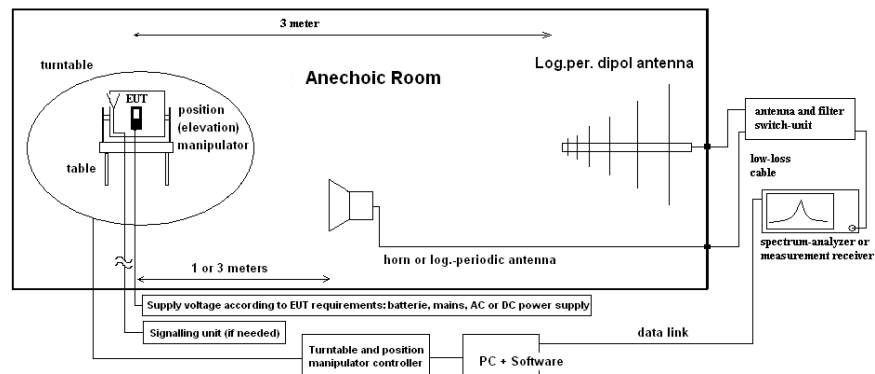 3 meter
turntable
Anechoic Room
Log.per. dipol antenna
EUT
position
(elevation)
manipulator
table
antenna and filter
switch-unit
low-loss
cable
spectrum-analyzer or
measurement receiver
horn or log.-periodic antenna
1 or 3 meters
Supply voltage according to EUT requirements: batterie, mains, AC or DC power supply
Signalling unit (if needed)
data link
Turntable and position
manipulator controller
PC + Software